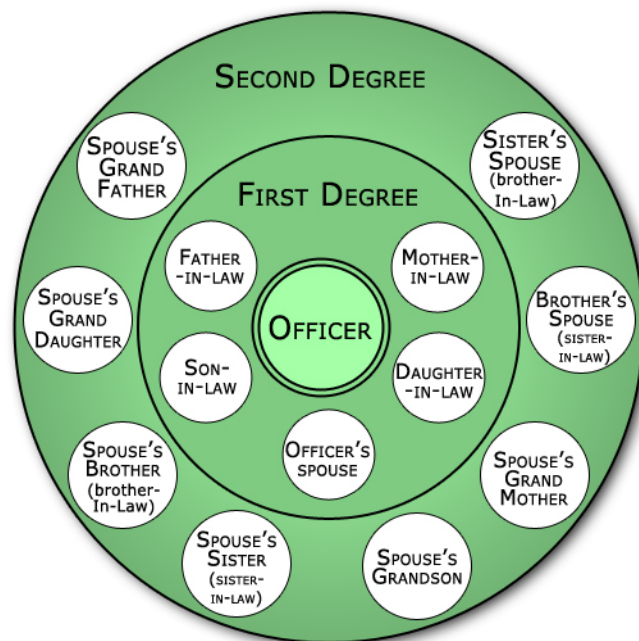 SECOND DEGREE
SPOUSE'S
GRAND
FATHER
SISTER'S
SPOUSE
(brother-
In-Law)
FIRST DEGREE
FATHER
-IN-LAW
MOTHER-
IN-LAW
SPOUSE'S
GRAND
DAUGHTER
OFFICER
BROTHER'S
SPOUSE
(SISTER-
IN-LAW)
SON-
IN-LAW
DAUGHTER
-IN-LAW
OFFICER'S
SPOUSE
SPOUSE'S
BROTHER
(brother-
In-Law)
SPOUSE'S
GRAND
MOTHER
SPOUSE'S
SISTER
(SISTER-
IN-LAW)
SPOUSE'S
GRANDSON